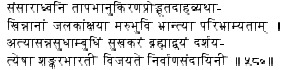 संसाराध्वनि तापभानुकिरणप्रोद्भूतदाहव्यथा-
खिन्नानां जलकांक्षया मरुभुवि भ्रान्त्या परिभ्राम्यताम् ।
अत्यासन्नसुधाम्बुधिं सुखकरं ब्रह्माद्वयं दर्शय-
त्येषा शङ्करभारती विजयते निर्वाणसंदायिनी ॥ ५८० ॥